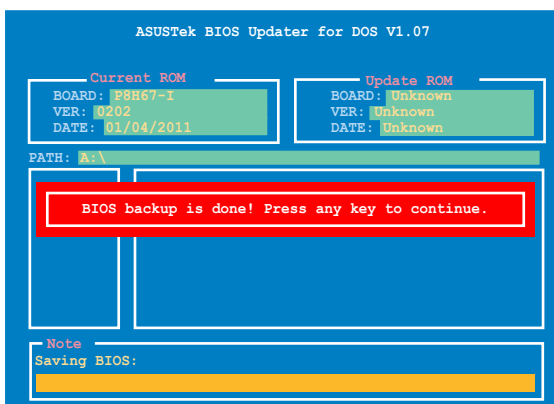 ASUSTek BIOS Updater for DOS V1.07
Current ROM
BOARD: P8H67-I
VER: 0202
DATE: 01/04/2011
Update ROM
BOARD: Unknown
VER: Unknown
DATE: Unknown
PATH: A:\
BIOS backup is done! Press any key to continue.
Note
Saving BIOS: